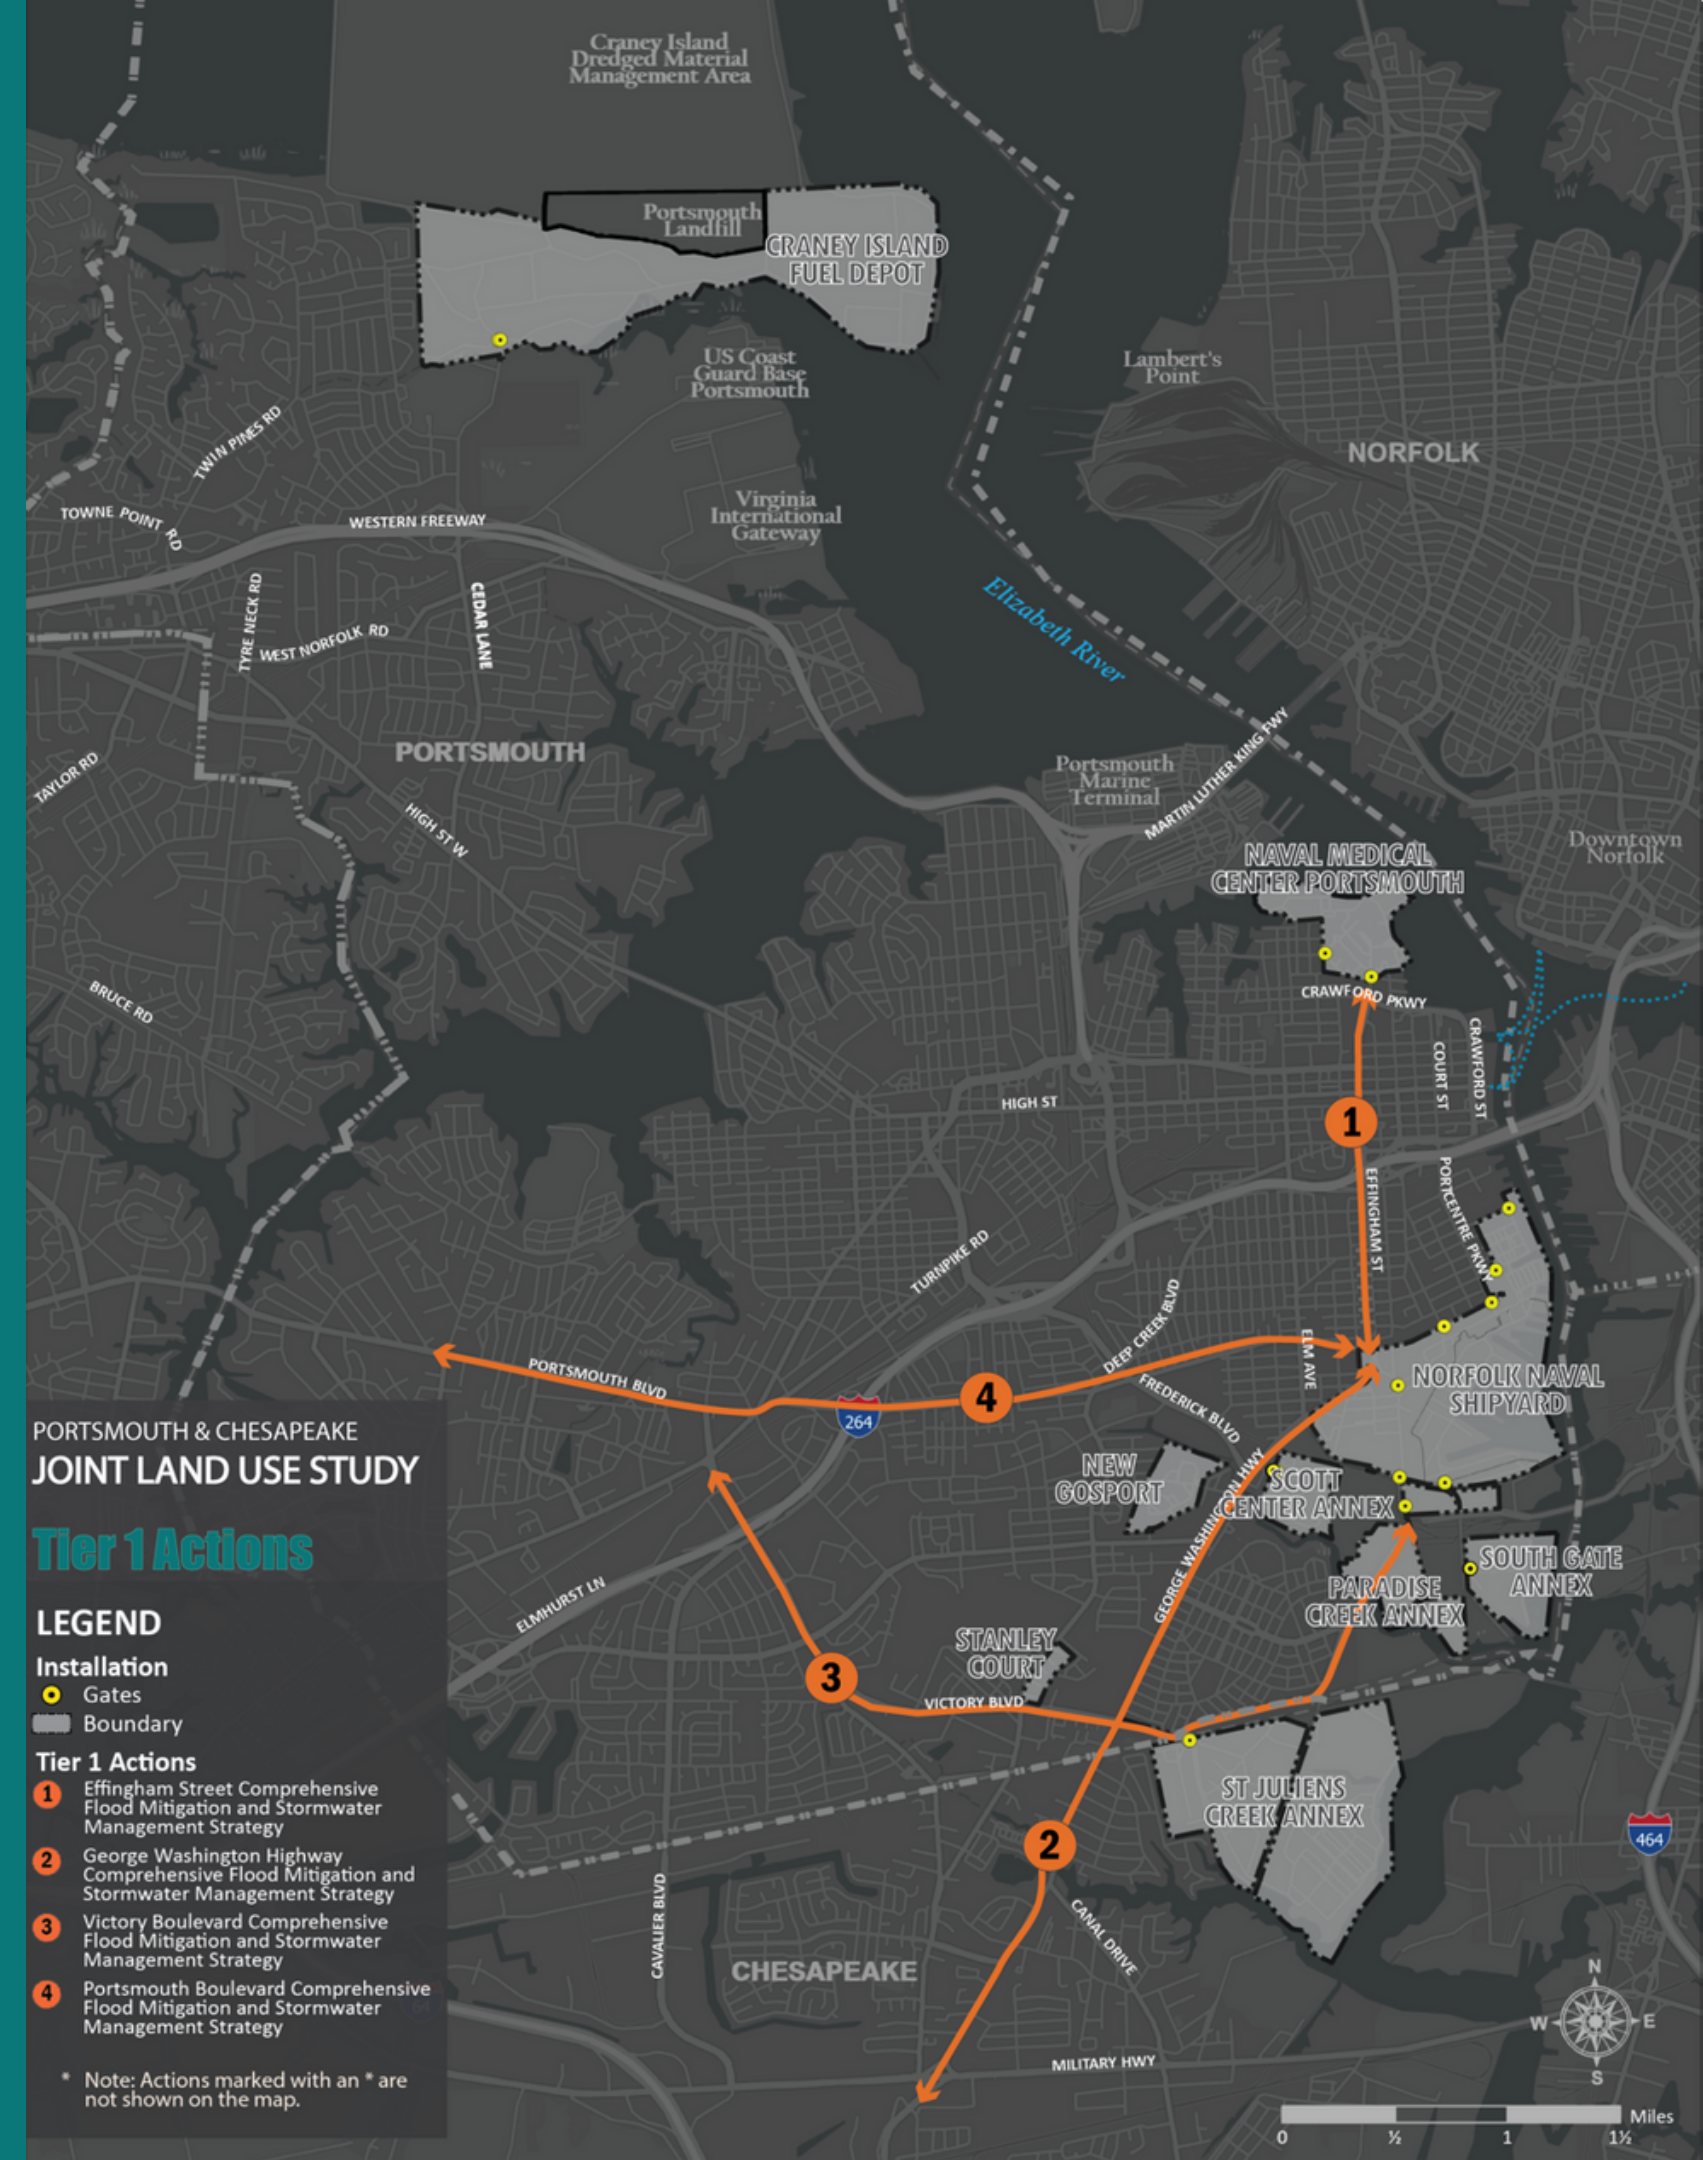 Craney Island
Dredged Material
Management Area
Portsmouth
Landfill
CRANEY ISLAND
FUEL DEPOT
US Coast
Guard Base
Portsmouth
Lambert's
Point
NORFOLK
TWIN PINES RD
TOWNE POINT RD
WESTERN FREEWAY
Virginia
International
Gateway
TYRE NECK RD
WEST NORFOLK RD
CEDAR LANE
Elizabeth River
PORTSMOUTH
TAYLOR RD
HIGH ST W
Portsmouth
Marine
Terminal
MARTIN LUTHER KING FWY
Downtown
Norfolk
NAVAL MEDICAL
CENTER PORTSMOUTH
BRUCE RD
CRAWFORD PKWY
CRAWFORD ST
COURT ST
HIGH ST
1
EFFINGHAM ST
PORTCENTRE PKWY
TURNPIKE RD
DEEP CREEK BLVD
ELM AVE
PORTSMOUTH BLVD
4
264
FREDERICK BLVD
NORFOLK NAVAL
SHIPYARD
NEW
GOSPORT
SCOTT
CENTER ANNEX
GEORGE WASHINGTON HWY
SOUTH GATE
ANNEX
PARADISE
CREEK ANNEX
ELMHURST LN
STANLEY
COURT
3
VICTORY BLVD
ST JULIENS
CREEK ANNEX
2
464
CAVALIER BLVD
CANAL DRIVE
CHESAPEAKE
MILITARY HWY
PORTSMOUTH & CHESAPEAKE
JOINT LAND USE STUDY
Tier 1 Actions
LEGEND
Installation
Gates
Boundary
Tier 1 Actions
1 Effingham Street Comprehensive
Flood Mitigation and Stormwater
Management Strategy
2 George Washington Highway
Comprehensive Flood Mitigation and
Stormwater Management Strategy
3 Victory Boulevard Comprehensive
Flood Mitigation and Stormwater
Management Strategy
4 Portsmouth Boulevard Comprehensive
Flood Mitigation and Stormwater
Management Strategy
64
* Note: Actions marked with an * are
not shown on the map.
N
W E
S
Miles
0 ½ 1 1½